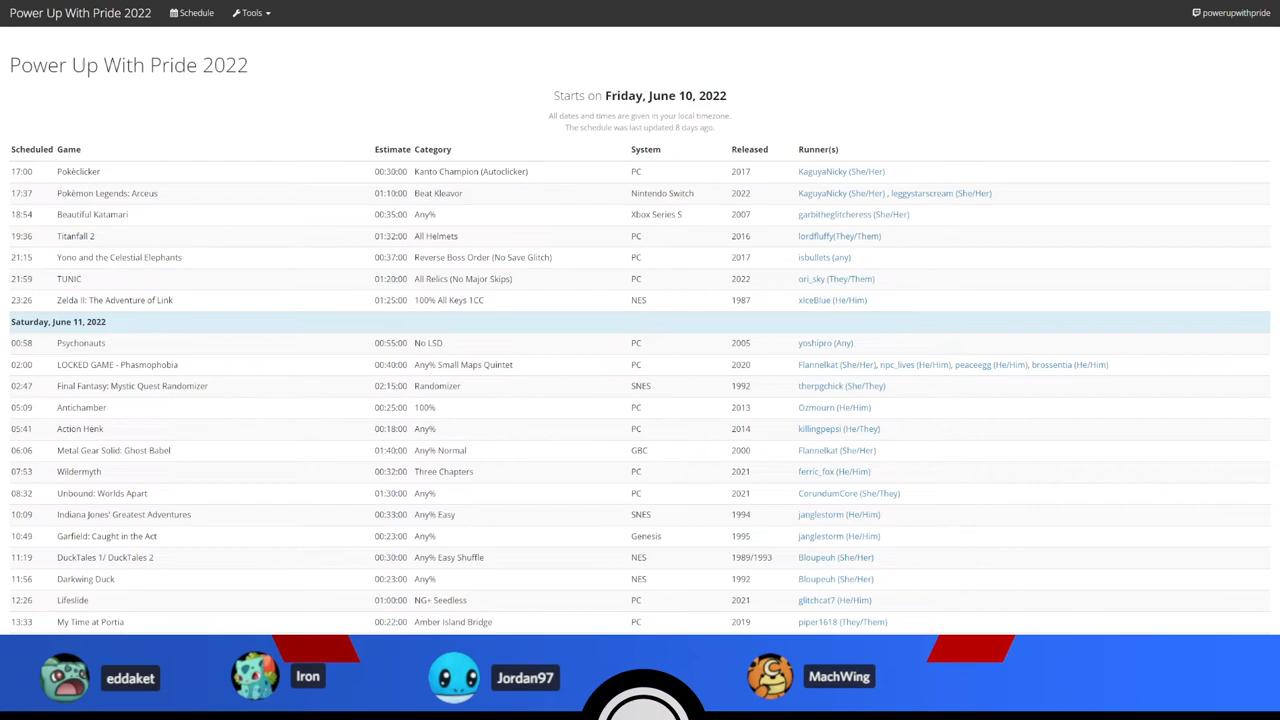 Power Up With Pride 2022 Schedule Tools powerupwithpride
Power Up With Pride 2022
Starts on Friday, June 10, 2022
All dates and times are given in your local timezone.
The schedule was last updated 8 days ago.
Scheduled Game Estimate Category System Released Runner(s)
17:00 Pokéclicker 00:30:00 Kanto Champion (Autoclicker) PC 2017 KaguyaNicky (She/Her)
17:37 Pokémon Legends: Arceus 01:10:00 Beat Kleavor Nintendo Switch 2022 KaguyaNicky (She/Her) , leggystarscream (She/Her)
18:54 Beautiful Katamari 00:35:00 Any% Xbox Series S 2007 garbitheglitcheress (She/Her)
19:36 Titanfall 2 01:32:00 All Helmets PC 2016 lordfluffy(They/Them)
21:15 Yono and the Celestial Elephants 00:37:00 Reverse Boss Order (No Save Glitch) PC 2017 isbullets (any)
21:59 TUNIC 01:20:00 All Relics (No Major Skips) PC 2022 ori_sky (They/Them)
23:26 Zelda II: The Adventure of Link 01:25:00 100% All Keys 1CC NES 1987 xIceBlue (He/Him)
Saturday, June 11, 2022
00:58 Psychonauts 00:55:00 No LSD PC 2005 yoshipro (Any)
02:00 LOCKED GAME - Phasmophobia 00:40:00 Any% Small Maps Quintet PC 2020 Flannelkat (She/Her), npc_lives (He/Him), peaceegg (He/Him), brossentia (He/Him)
02:47 Final Fantasy: Mystic Quest Randomizer 02:15:00 Randomizer SNES 1992 therpgchick (She/They)
05:09 Antichamber 00:25:00 100% PC 2013 Ozmourn (He/Him)
05:41 Action Henk 00:18:00 Any% PC 2014 killingpepsi (He/They)
06:06 Metal Gear Solid: Ghost Babel 01:40:00 Any% Normal GBC 2000 Flannelkat (She/Her)
07:53 Wildermyth 00:32:00 Three Chapters PC 2021 ferric_fox (He/Him)
08:32 Unbound: Worlds Apart 01:30:00 Any% PC 2021 CorundumCore (She/They)
10:09 Indiana Jones' Greatest Adventures 00:33:00 Any% Easy SNES 1994 janglestorm (He/Him)
10:49 Garfield: Caught in the Act 00:23:00 Any% Genesis 1995 janglestorm (He/Him)
11:19 DuckTales 1/ DuckTales 2 00:30:00 Any% Easy Shuffle NES 1989/1993 Bloupeuh (She/Her)
11:56 Darkwing Duck 00:23:00 Any% NES 1992 Bloupeuh (She/Her)
12:26 Lifeslide 01:00:00 NG+ Seedless PC 2021 glitchcat7 (He/Him)
13:33 My Time at Portia 00:22:00 Amber Island Bridge PC 2019 piper1618 (They/Them)
eddaket Iron Jordan97 MachWing